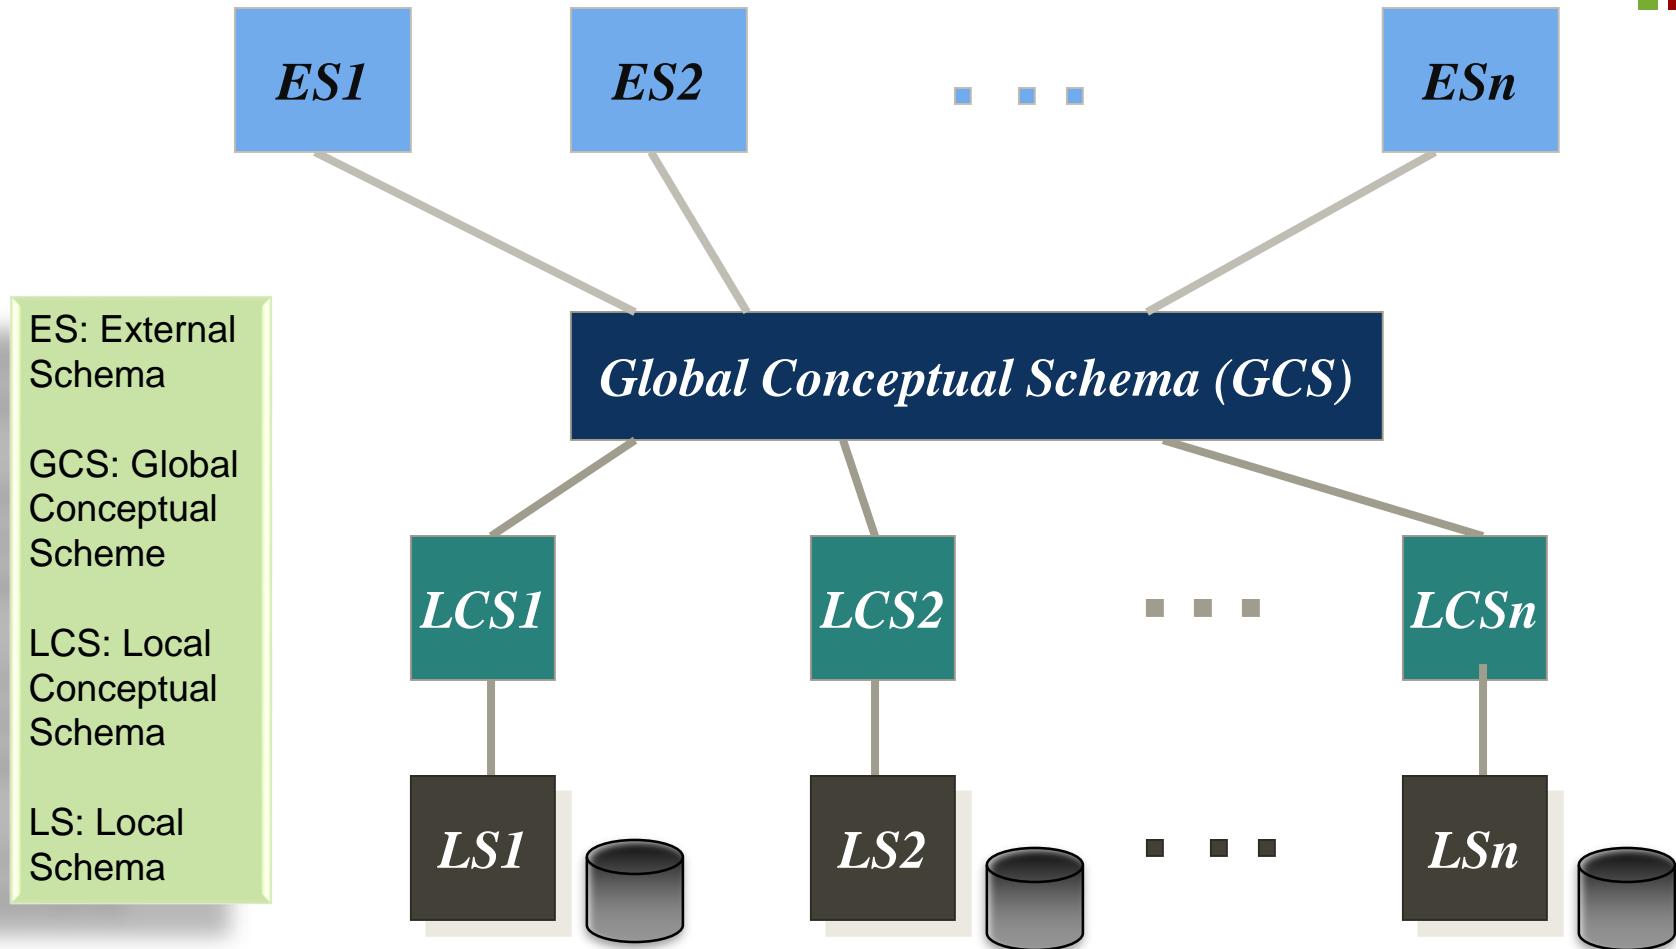 ES1
ES2
ESn
Global Conceptual Schema (GCS)
ES: External
Schema
GCS: Global
Conceptual
Scheme
LCS: Local
Conceptual
Schema
LS: Local
Schema
LCS1
LCS2
LCSn
LS1
LS2
LSn